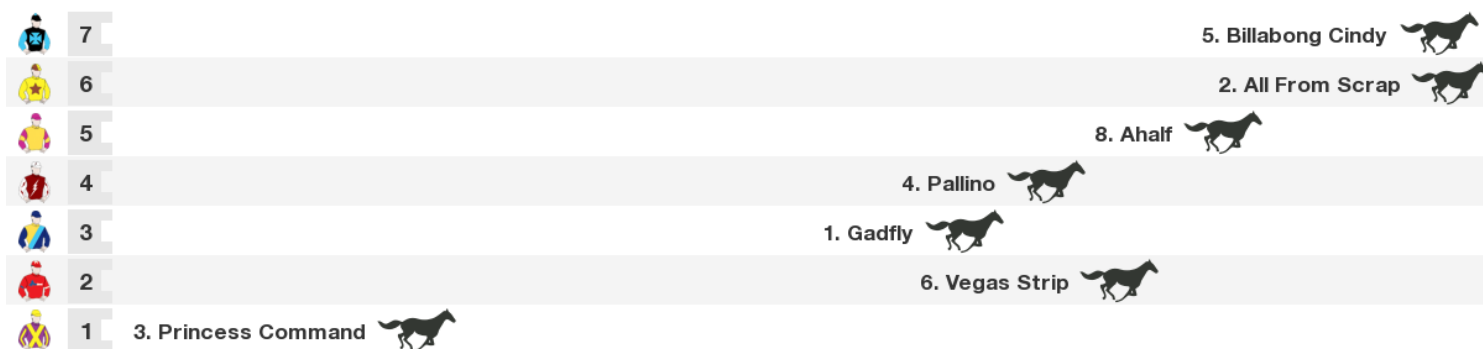 7 5. Billabong Cindy
6 2. All From Scrap
5 8. Ahalf
4 4. Pallino
3 1. Gadfly
2 6. Vegas Strip
1 3. Princess Command